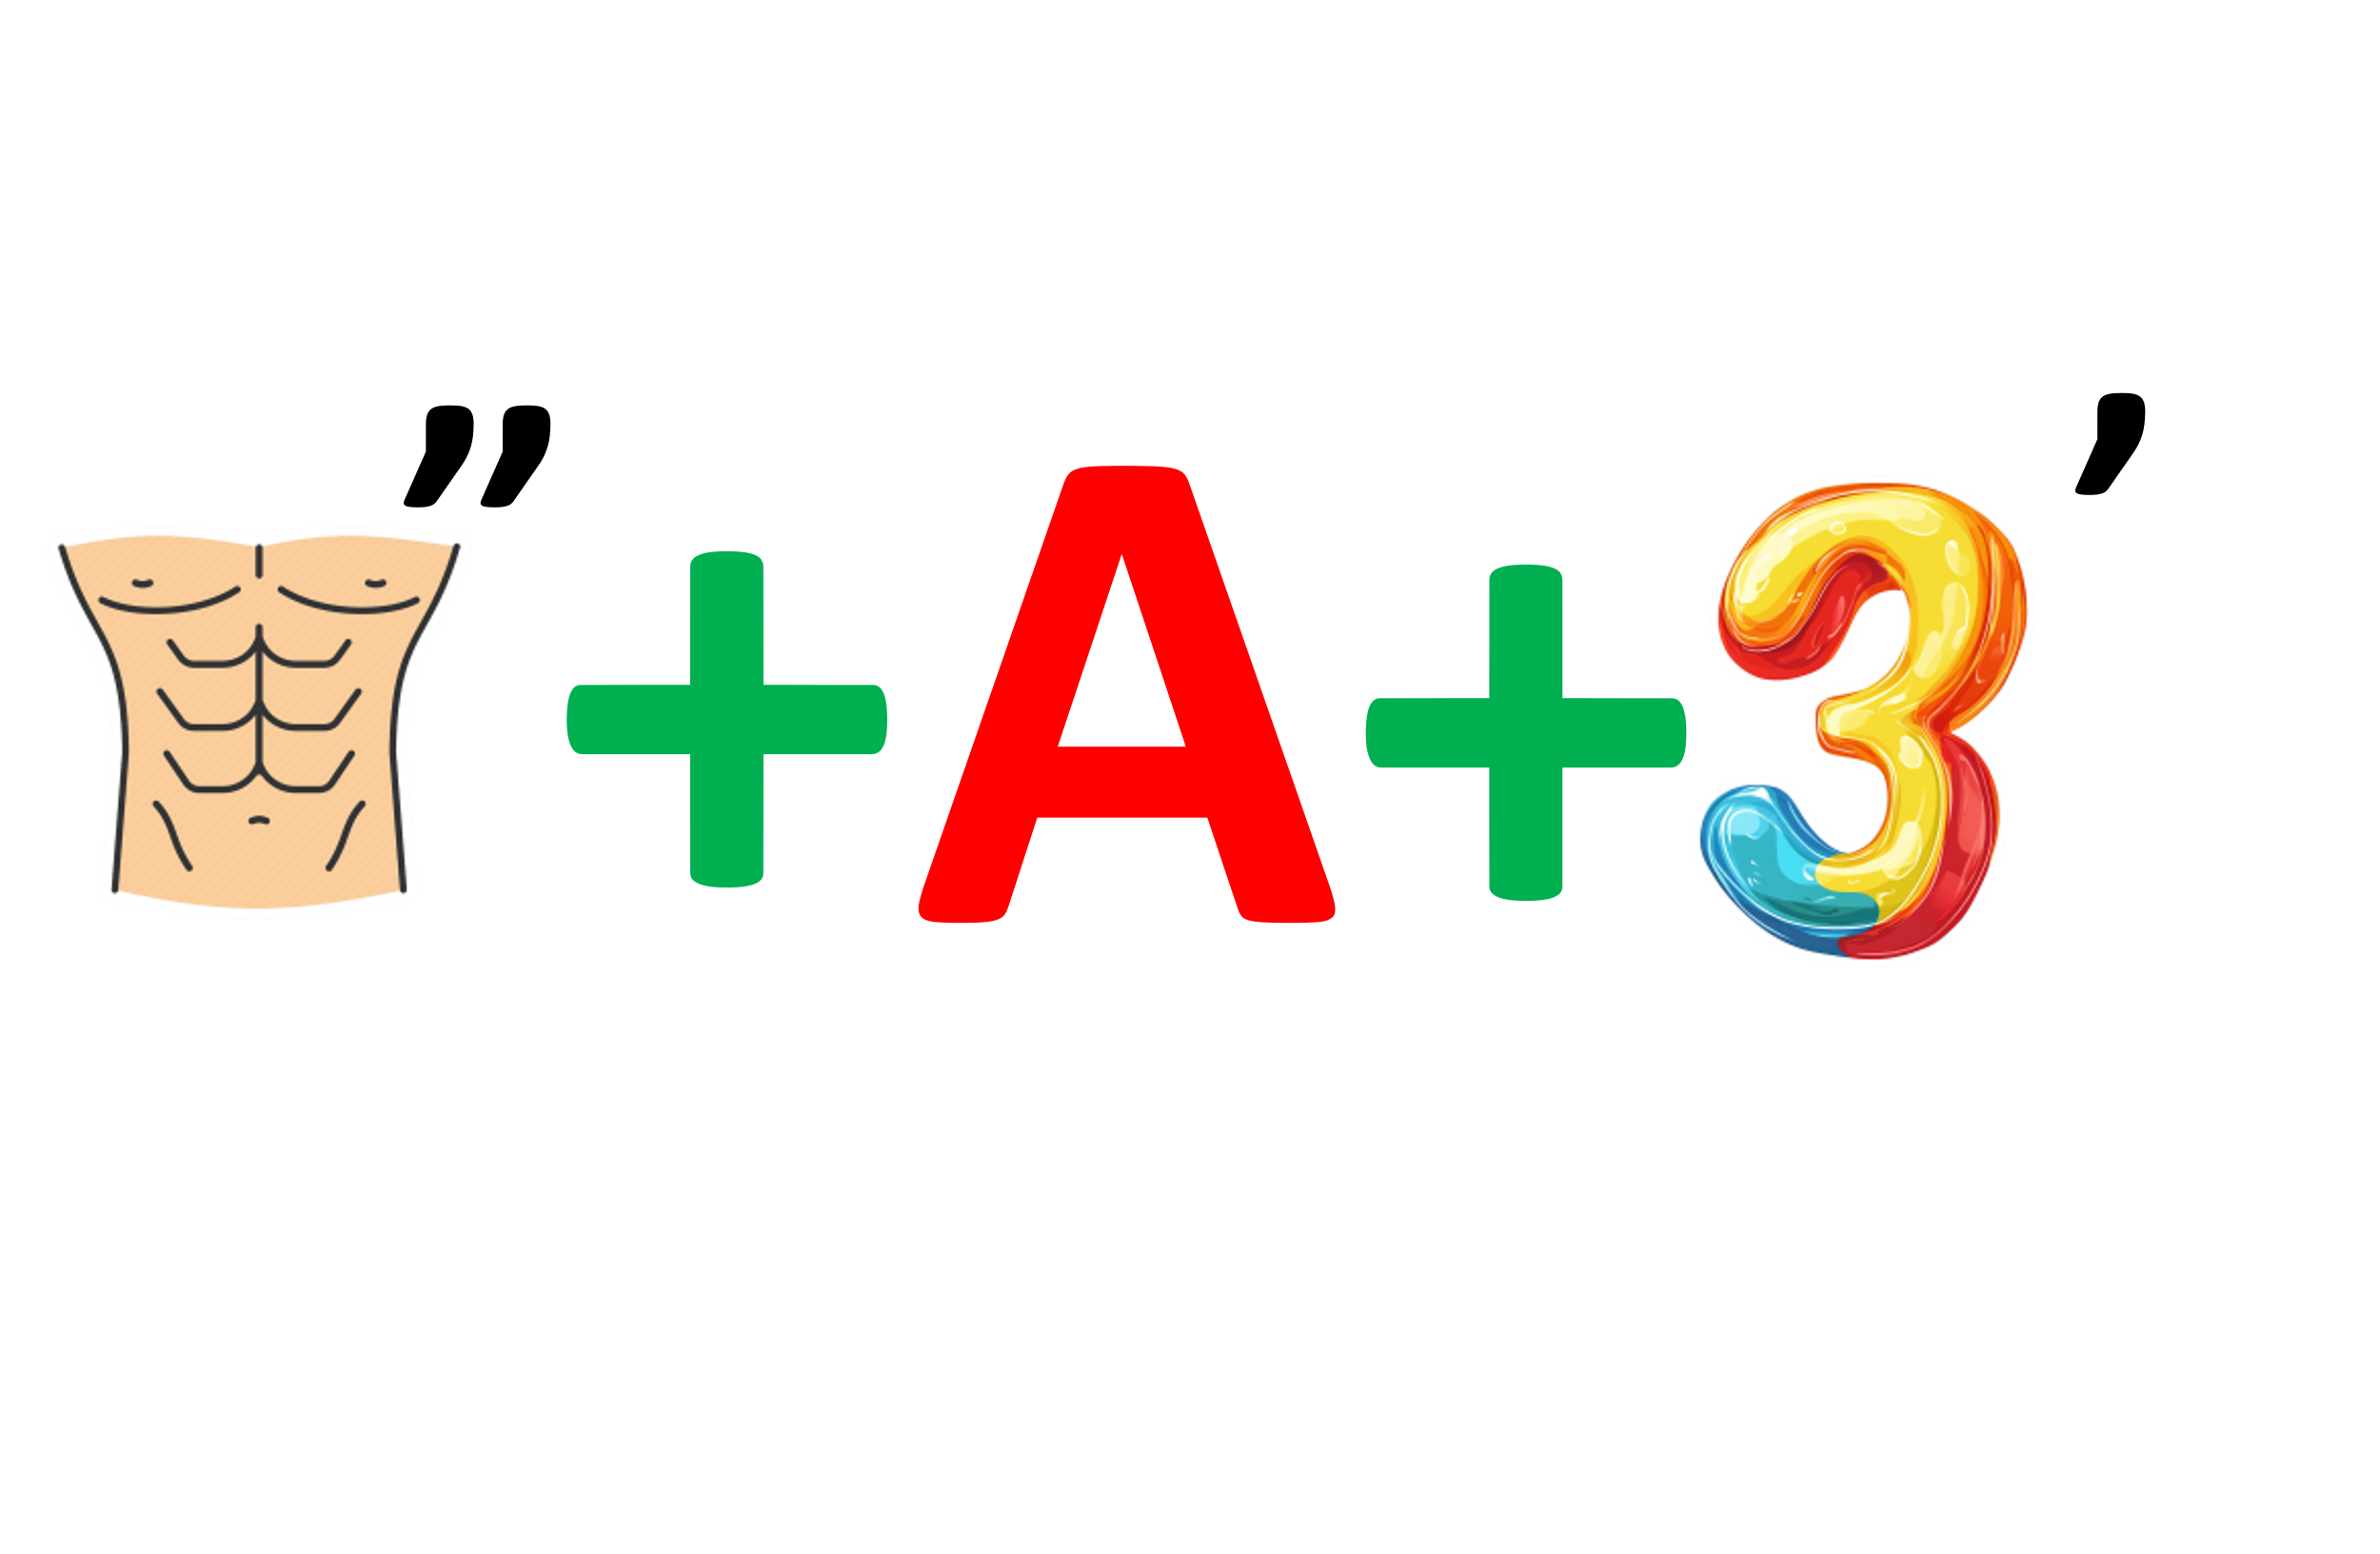 ” + A + 3 ’